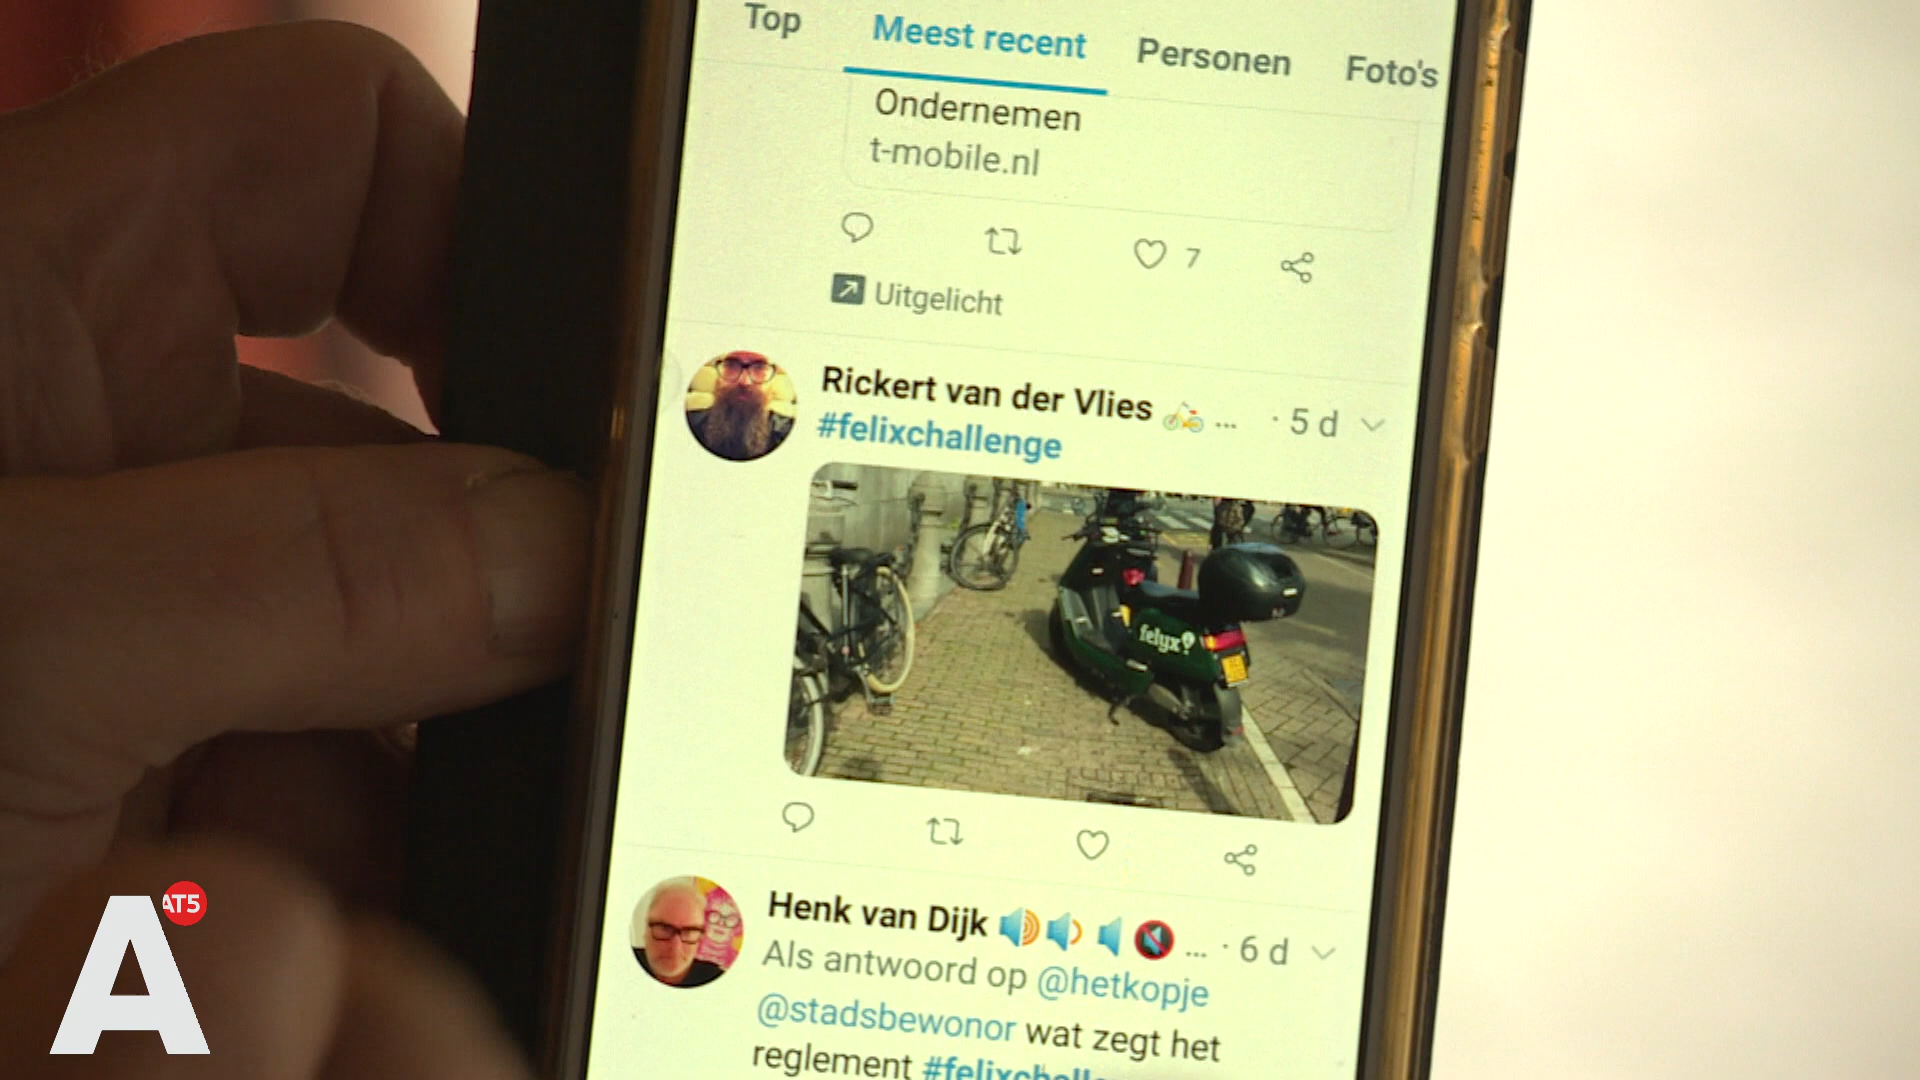 Top Meest recent Personen Foto's
Ondernemen
t-mobile.nl
7
Uitgelicht
Rickert van der Vlies 🚲 ... · 5 d
#felixchallenge
felyx
Henk van Dijk 🔊 🔉 🔈 🔇 ... · 6 d
Als antwoord op @hetkopje
@stadsbewonor wat zegt het
reglement
A AT5